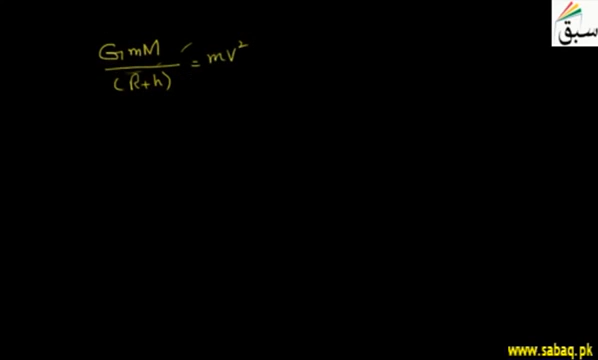 سبق
GmM / (R+h) = mv²
www.sabaq.pk